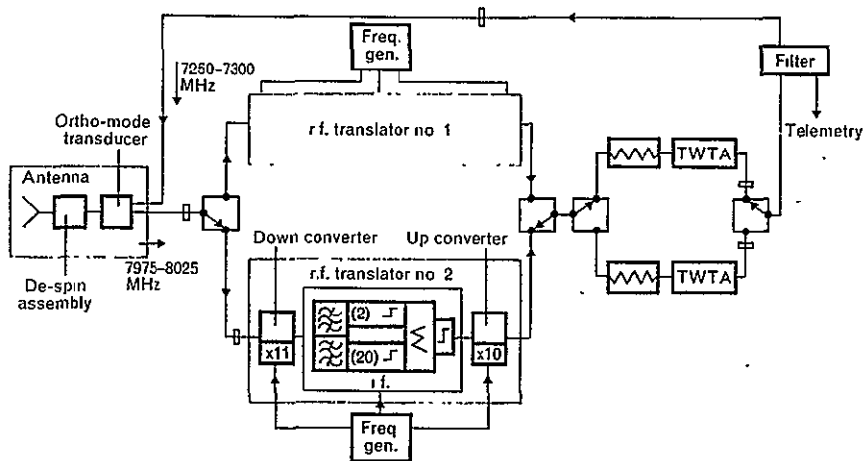 Freq.
gen.
7250–7300
MHz
Filter
Ortho-mode
transducer
r f. translator no 1
Telemetry
TWTA
Antenna
Down converter
Up converter
7975–8025
MHz
r.f. translator no 2
De-spin
assembly
(2)
x11
(20)
x10
ı f.
TWTA
Freq
gen.